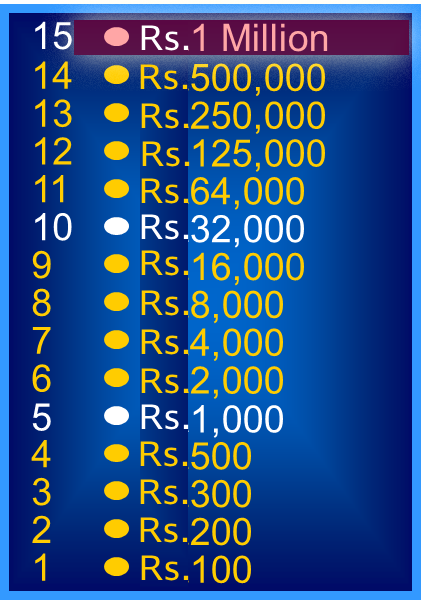 15 Rs.1 Million
14 Rs.500,000
13 Rs.250,000
12 Rs.125,000
11 Rs.64,000
10 Rs.32,000
9 Rs.16,000
8 Rs.8,000
7 Rs.4,000
6 Rs.2,000
5 Rs.1,000
4 Rs.500
3 Rs.300
2 Rs.200
1 Rs.100